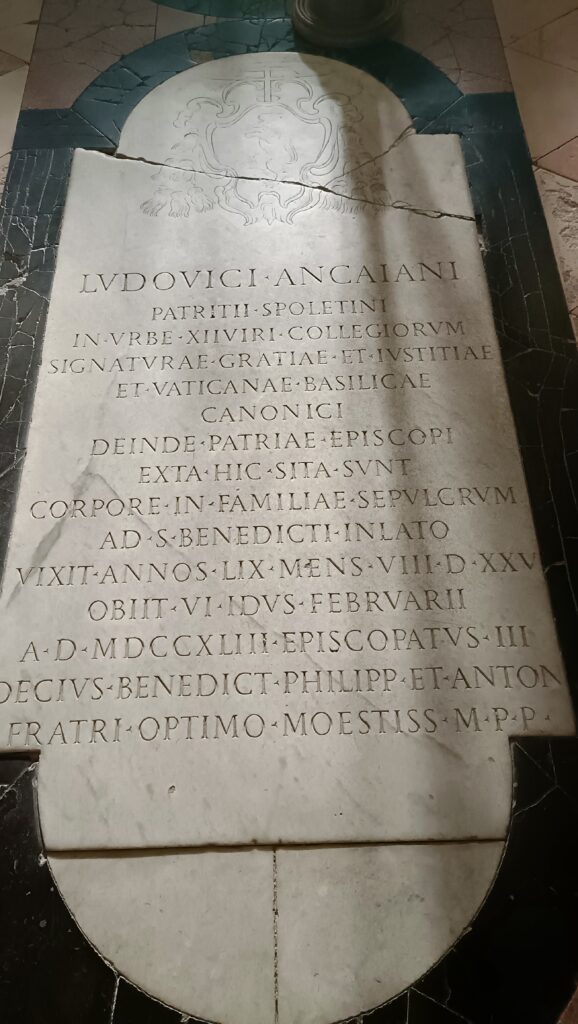 LVDOVICI·ANCAIANI
PATRITII·SPOLETINI
IN·VRBE·XIIVIRI·COLLEGIORVM
SIGNATVRAE·GRATIAE·ET·IVSTITIAE
ET·VATICANAE·BASILICAE
CANONICI
DEINDE·PATRIAE·EPISCOPI
EXTA·HIC·SITA·SVNT
CORPORE·IN·FAMILIAE·SEPVLCRVM
AD·S·BENEDICTI·INLATO
VIXIT·ANNOS·LIX·MENS·VIII·D·XXV
OBIIT·VI·IDVS·FEBRVARII
A·D·MDCCXLIII·EPISCOPATVS·III
DECIVS·BENEDICT·PHILIPP·ET·ANTON
FRATRI·OPTIMO·MOESTISS·M·P·P·